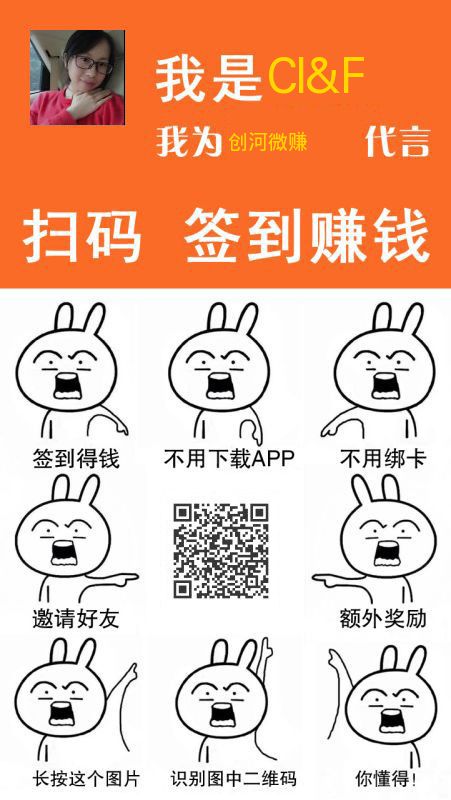 我是CI&F
我为创河微赚 代言
扫码 签到赚钱
签到得钱 不用下载APP 不用绑卡
邀请好友 额外奖励
长按这个图片 识别图中二维码 你懂得！